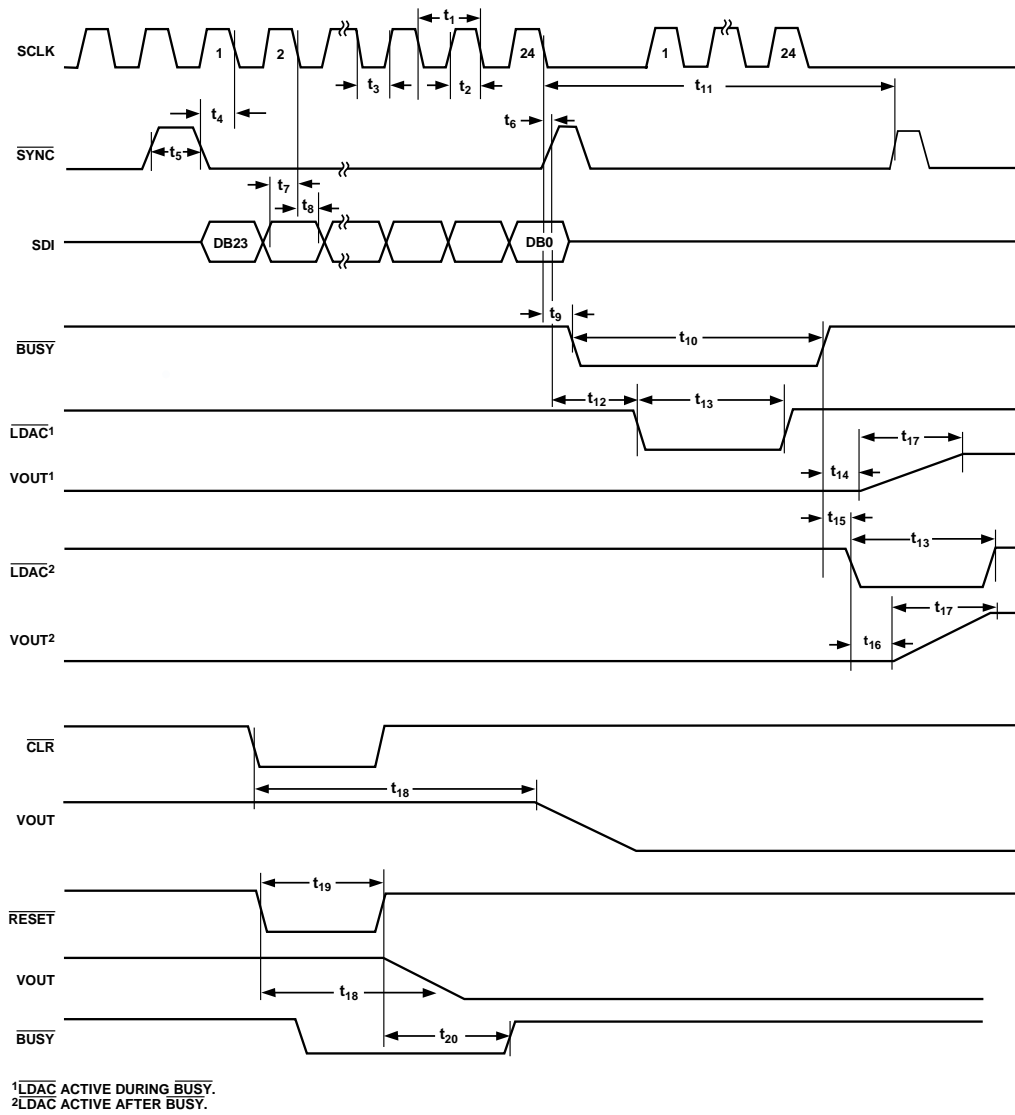 t1
SCLK 1 2 24 1 24
t3 t2 t11
t4 t6
SYNC t5
t7
t8
SDI DB23 DB0
t9
BUSY t10
t12 t13
LDAC1 t17
VOUT1 t14
t15 t13
LDAC2
t17
VOUT2 t16
CLR
t18
VOUT
t19
RESET
VOUT
t18
BUSY t20
1LDAC ACTIVE DURING BUSY.
2LDAC ACTIVE AFTER BUSY.